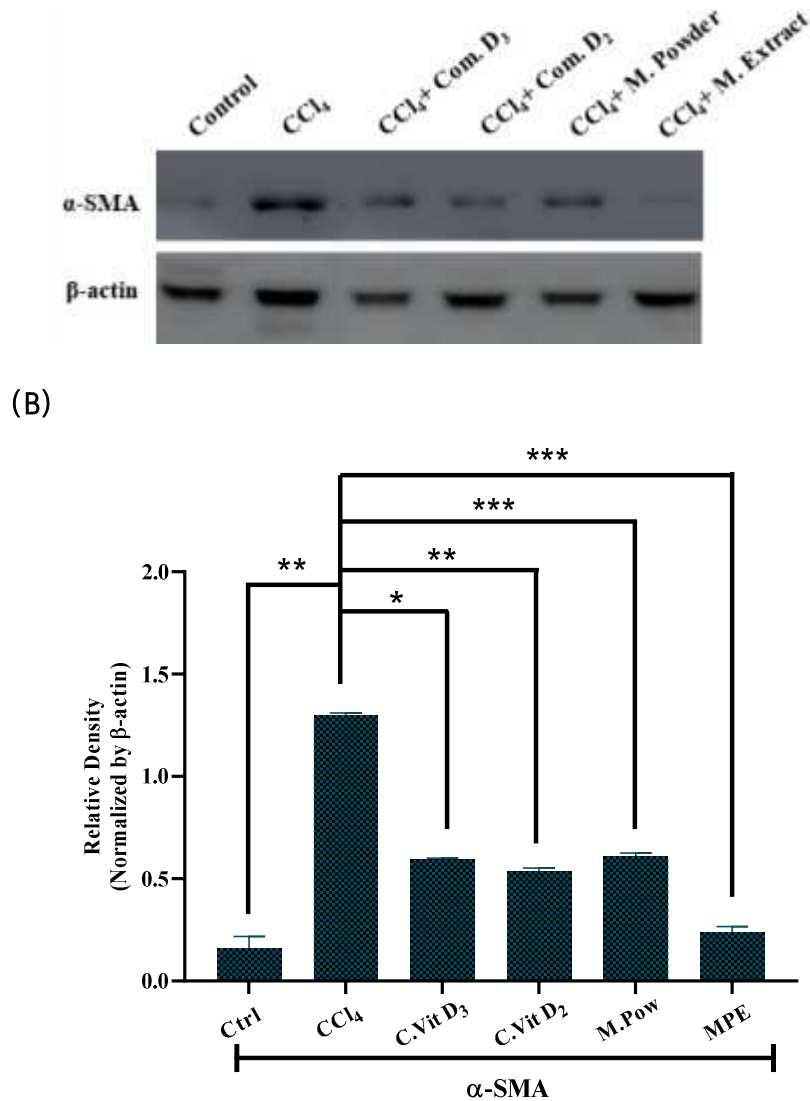 Control CCl₄ CCl₄+ Com. D₃ CCl₄+ Com. D₂ CCl₄+ M. Powder CCl₄+ M. Extract
α-SMA
β-actin
(B)
***
***
**
**
*
2.0
1.5
1.0
0.5
0.0
Relative Density
(Normalized by β-actin)
Ctrl CCl₄ C.Vit D₃ C.Vit D₂ M.Pow MPE
α-SMA